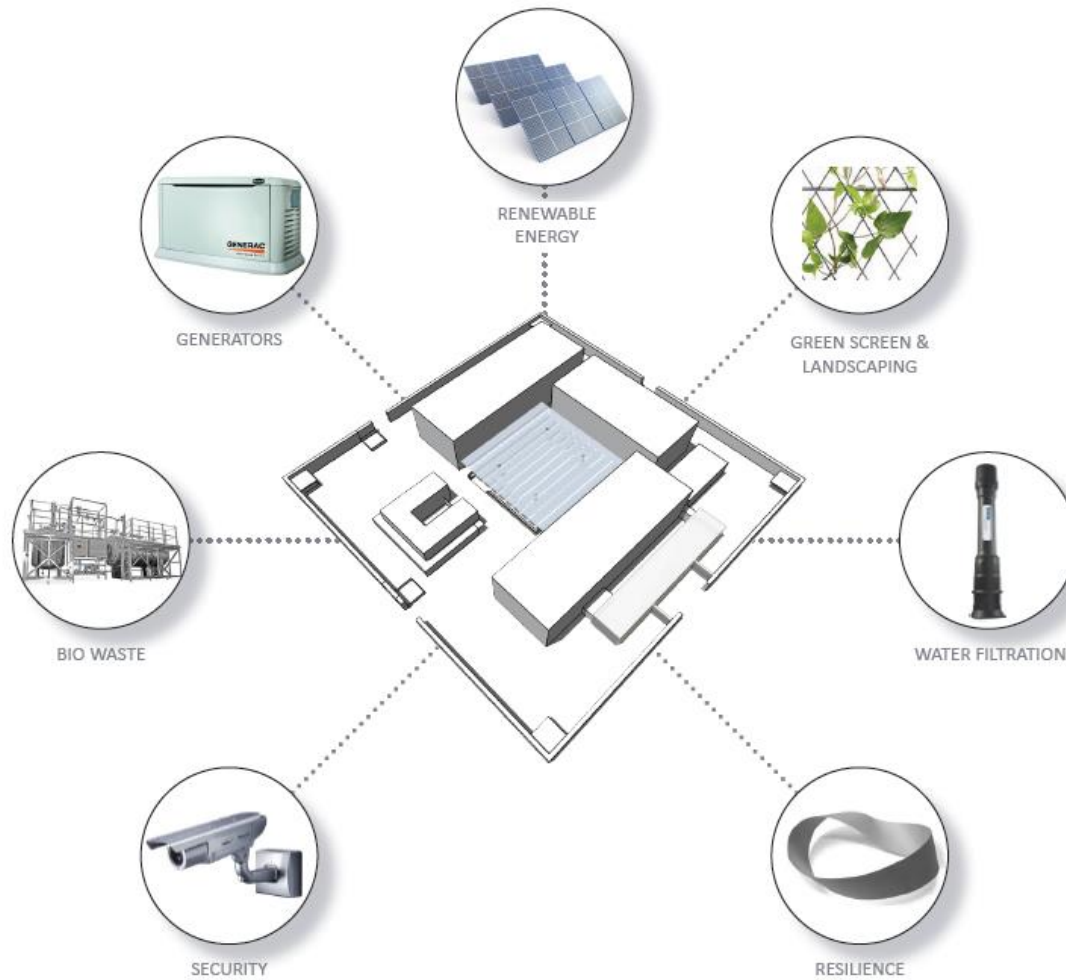 RENEWABLE
ENERGY
GENERAC
GENERATORS
GREEN SCREEN &
LANDSCAPING
BIO WASTE
WATER FILTRATION
SECURITY
RESILIENCE